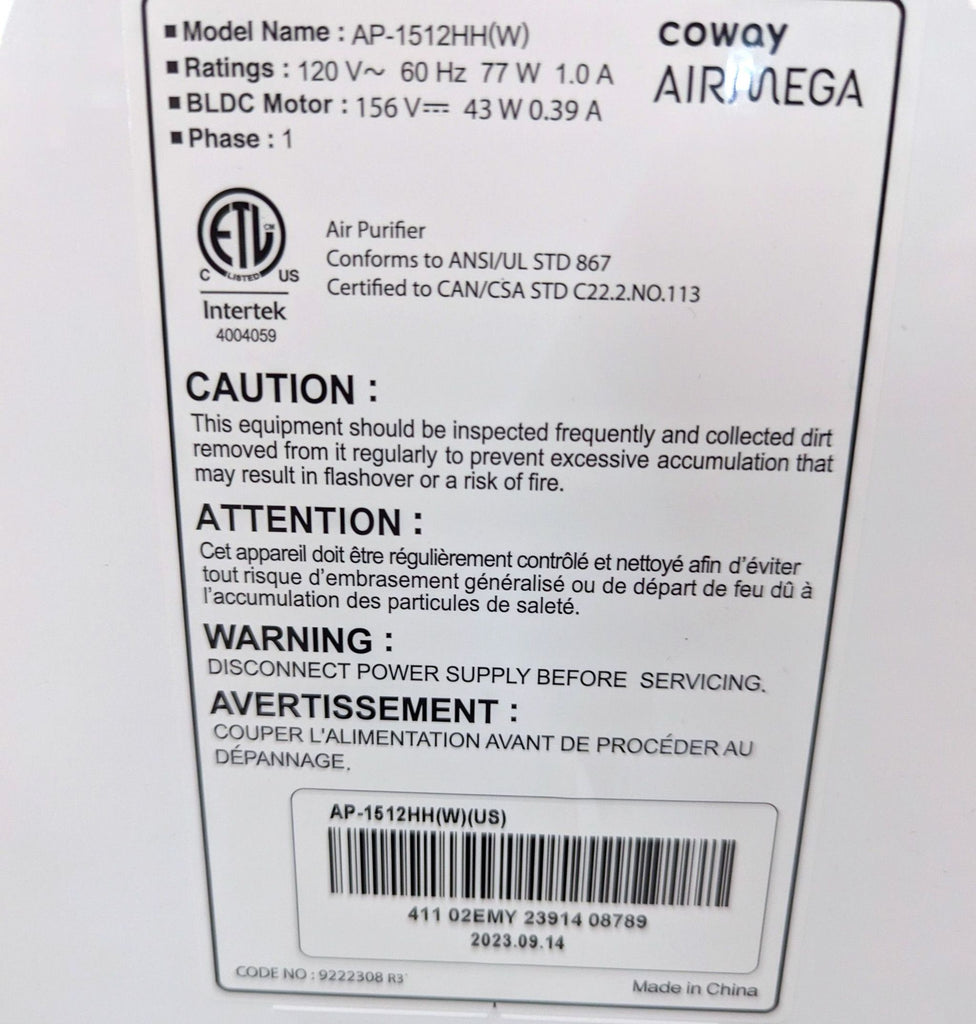 ■ Model Name : AP-1512HH(W)
■ Ratings : 120 V~ 60 Hz 77 W 1.0 A
■ BLDC Motor : 156 V⎓ 43 W 0.39 A
■ Phase : 1
coway
AIRMEGA
ETL CM
C LISTED US
Intertek
4004059
Air Purifier
Conforms to ANSI/UL STD 867
Certified to CAN/CSA STD C22.2.NO.113
CAUTION :
This equipment should be inspected frequently and collected dirt
removed from it regularly to prevent excessive accumulation that
may result in flashover or a risk of fire.
ATTENTION :
Cet appareil doit être régulièrement contrôlé et nettoyé afin d'éviter
tout risque d'embrasement généralisé ou de départ de feu dû à
l'accumulation des particules de saleté.
WARNING :
DISCONNECT POWER SUPPLY BEFORE SERVICING.
AVERTISSEMENT :
COUPER L'ALIMENTATION AVANT DE PROCÉDER AU
DÉPANNAGE.
AP-1512HH(W)(US)
411 02EMY 23914 08789
2023.09.14
CODE NO : 9222308 R3
Made in China